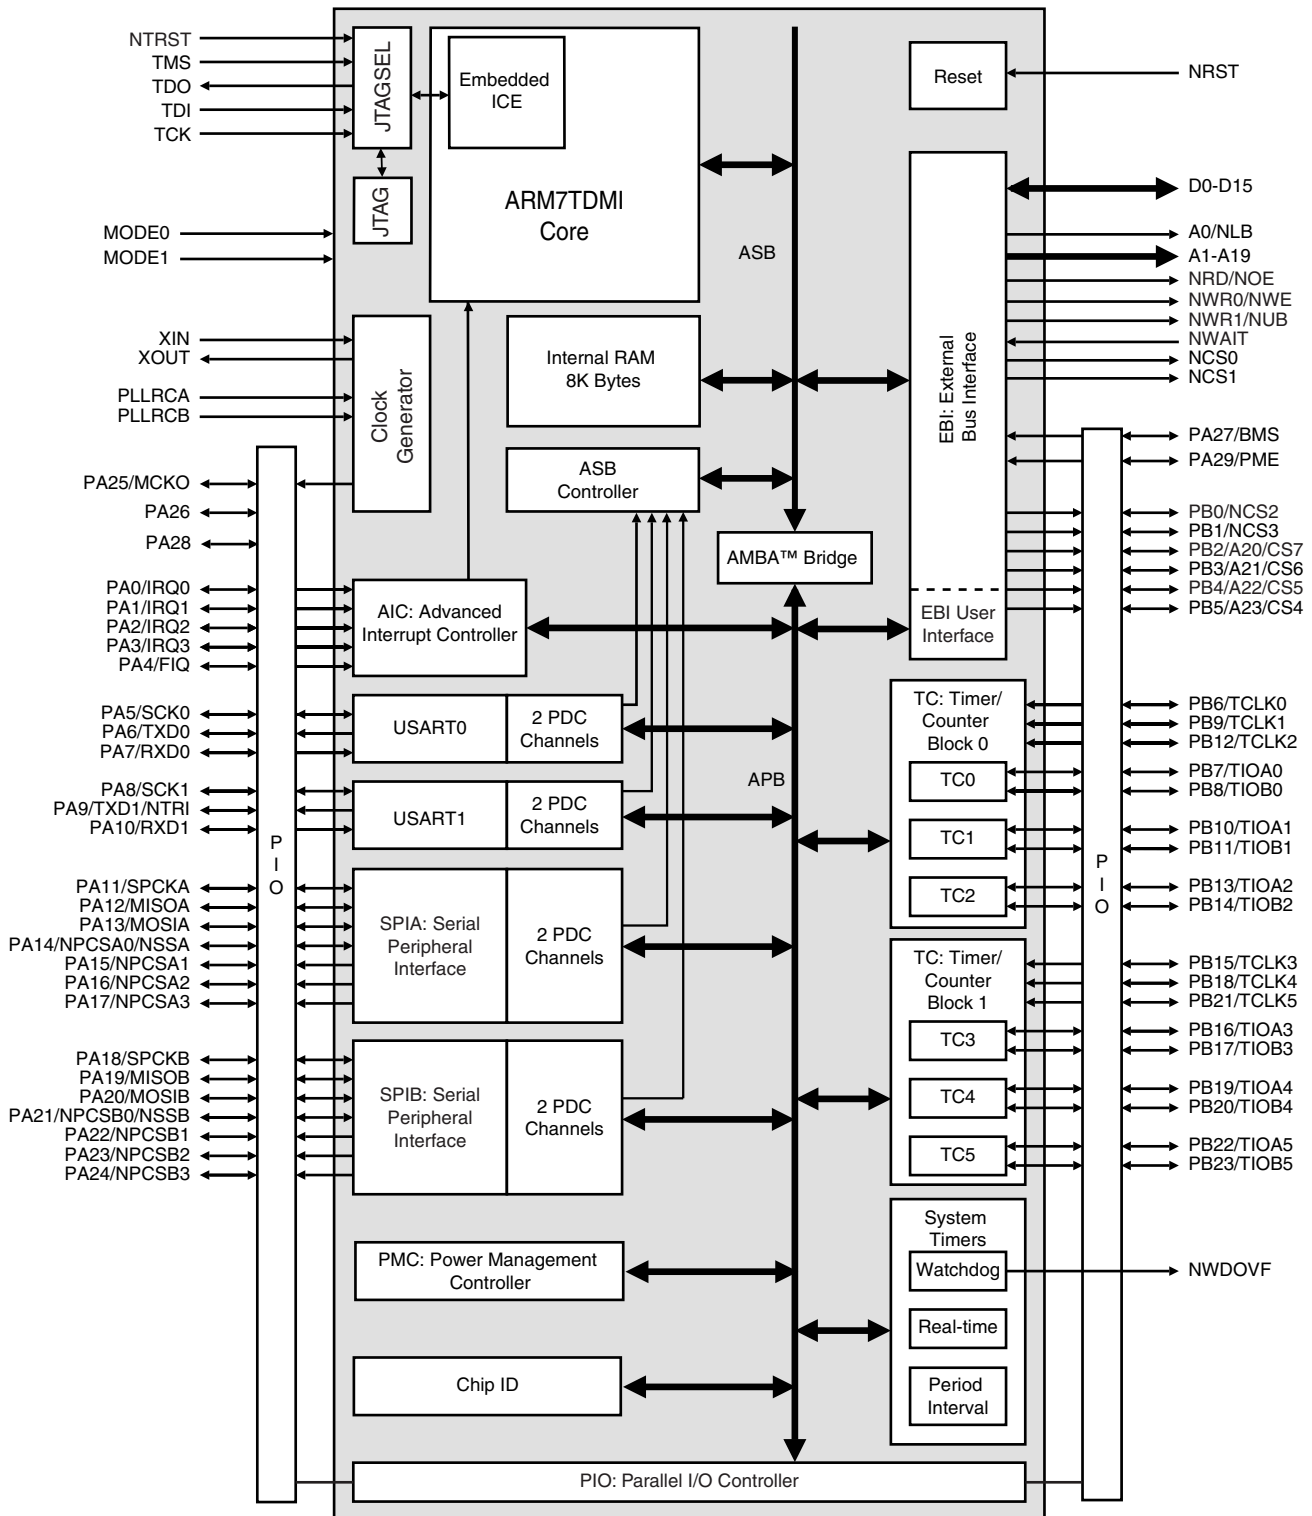 NTRST
TMS
TDO
TDI
TCK
MODE0
MODE1
XIN
XOUT
PLLRCA
PLLRCB
PA25/MCKO
PA26
PA28
PA0/IRQ0
PA1/IRQ1
PA2/IRQ2
PA3/IRQ3
PA4/FIQ
PA5/SCK0
PA6/TXD0
PA7/RXD0
PA8/SCK1
PA9/TXD1/NTRI
PA10/RXD1
PA11/SPCKA
PA12/MISOA
PA13/MOSIA
PA14/NPCSA0/NSSA
PA15/NPCSA1
PA16/NPCSA2
PA17/NPCSA3
PA18/SPCKB
PA19/MISOB
PA20/MOSIB
PA21/NPCSB0/NSSB
PA22/NPCSB1
PA23/NPCSB2
PA24/NPCSB3
PIO
JTAGSEL
JTAG
Embedded
ICE
ARM7TDMI
Core
Clock
Generator
Internal RAM
8K Bytes
ASB
Controller
AIC: Advanced
Interrupt Controller
USART0
2 PDC
Channels
USART1
2 PDC
Channels
SPIA: Serial
Peripheral
Interface
2 PDC
Channels
SPIB: Serial
Peripheral
Interface
2 PDC
Channels
PMC: Power Management
Controller
Chip ID
PIO: Parallel I/O Controller
ASB
AMBA™ Bridge
APB
Reset
EBI: External
Bus Interface
EBI User
Interface
TC: Timer/
Counter
Block 0
TC0
TC1
TC2
TC: Timer/
Counter
Block 1
TC3
TC4
TC5
System
Timers
Watchdog
Real-time
Period
Interval
PIO
NRST
D0-D15
A0/NLB
A1-A19
NRD/NOE
NWR0/NWE
NWR1/NUB
NWAIT
NCS0
NCS1
PA27/BMS
PA29/PME
PB0/NCS2
PB1/NCS3
PB2/A20/CS7
PB3/A21/CS6
PB4/A22/CS5
PB5/A23/CS4
PB6/TCLK0
PB9/TCLK1
PB12/TCLK2
PB7/TIOA0
PB8/TIOB0
PB10/TIOA1
PB11/TIOB1
PB13/TIOA2
PB14/TIOB2
PB15/TCLK3
PB18/TCLK4
PB21/TCLK5
PB16/TIOA3
PB17/TIOB3
PB19/TIOA4
PB20/TIOB4
PB22/TIOA5
PB23/TIOB5
NWDOVF